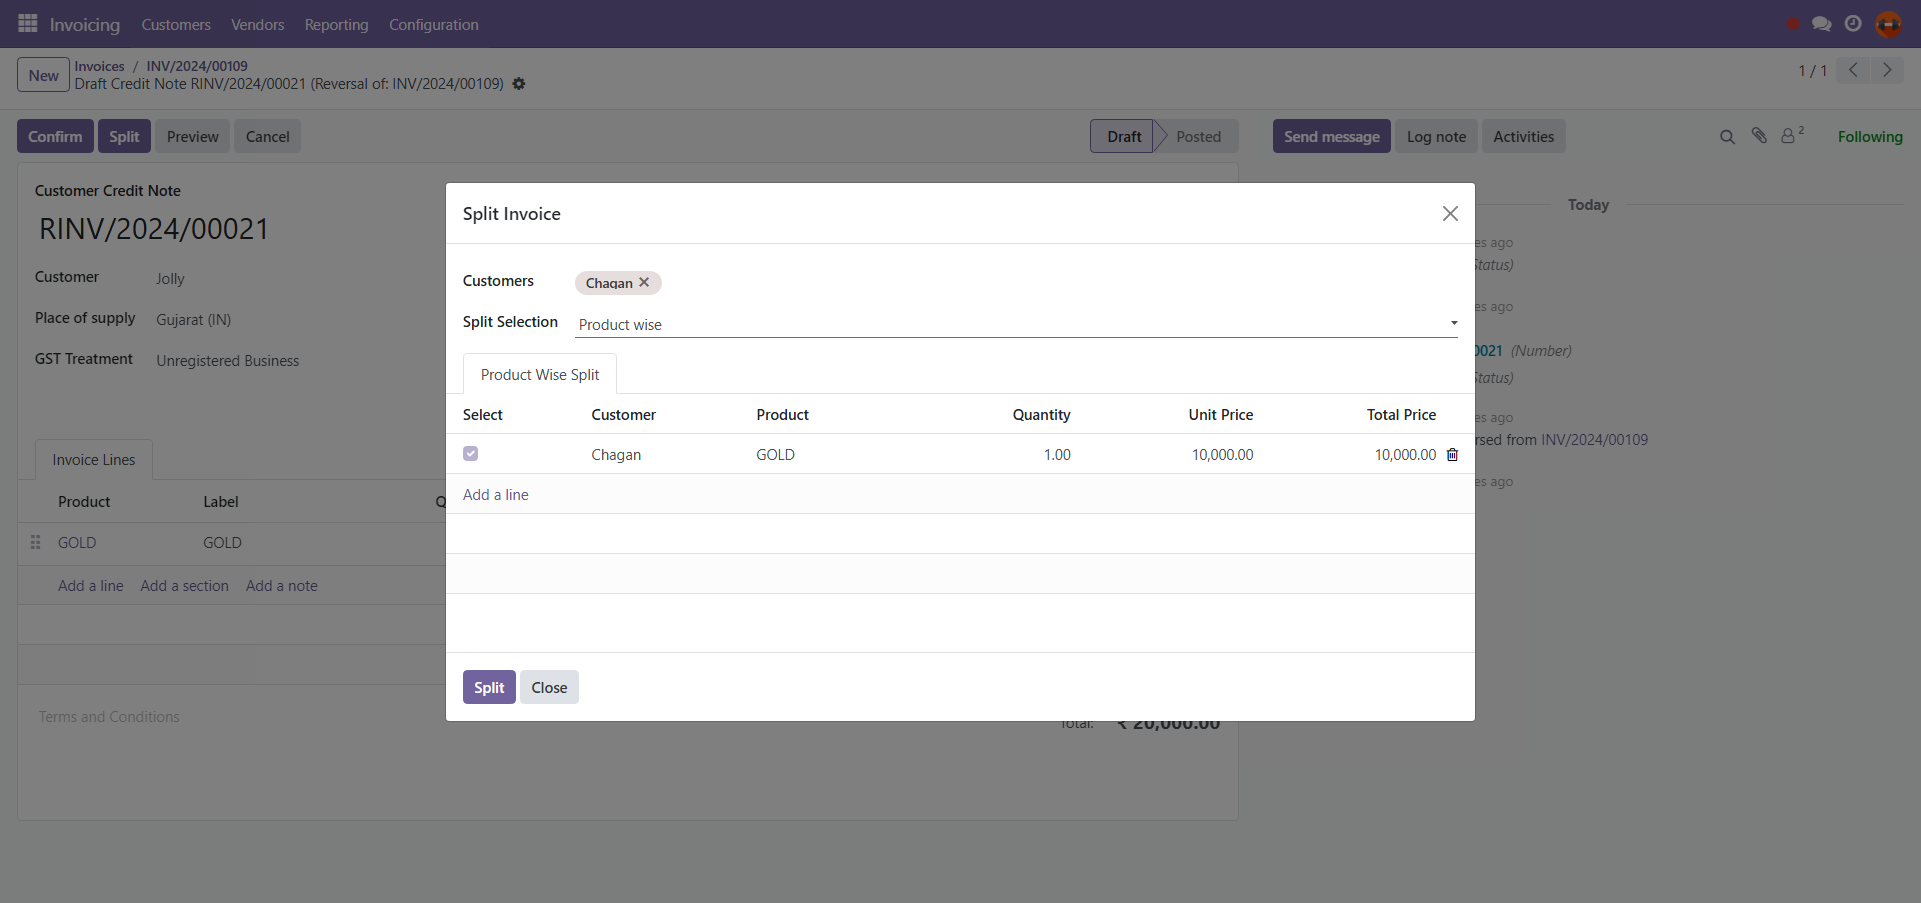 Invoicing Customers Vendors Reporting Configuration
New
Invoices / INV/2024/00109
Draft Credit Note RINV/2024/00021 (Reversal of: INV/2024/00109)
1 / 1
Confirm Split Preview Cancel
Draft Posted
Send message Log note Activities
2
Following
Customer Credit Note
RINV/2024/00021
Customer Jolly
Place of supply Gujarat (IN)
GST Treatment Unregistered Business
Invoice Lines
Product Label Q
GOLD GOLD
Add a line Add a section Add a note
Terms and Conditions
Total: ₹ 20,000.00
Split Invoice
Customers Chagan
Split Selection Product wise
Product Wise Split
Select Customer Product Quantity Unit Price Total Price
Chagan GOLD 1.00 10,000.00 10,000.00
Add a line
Split Close
Today
es ago
Status)
es ago
0021 (Number)
Status)
es ago
rsed from INV/2024/00109
es ago